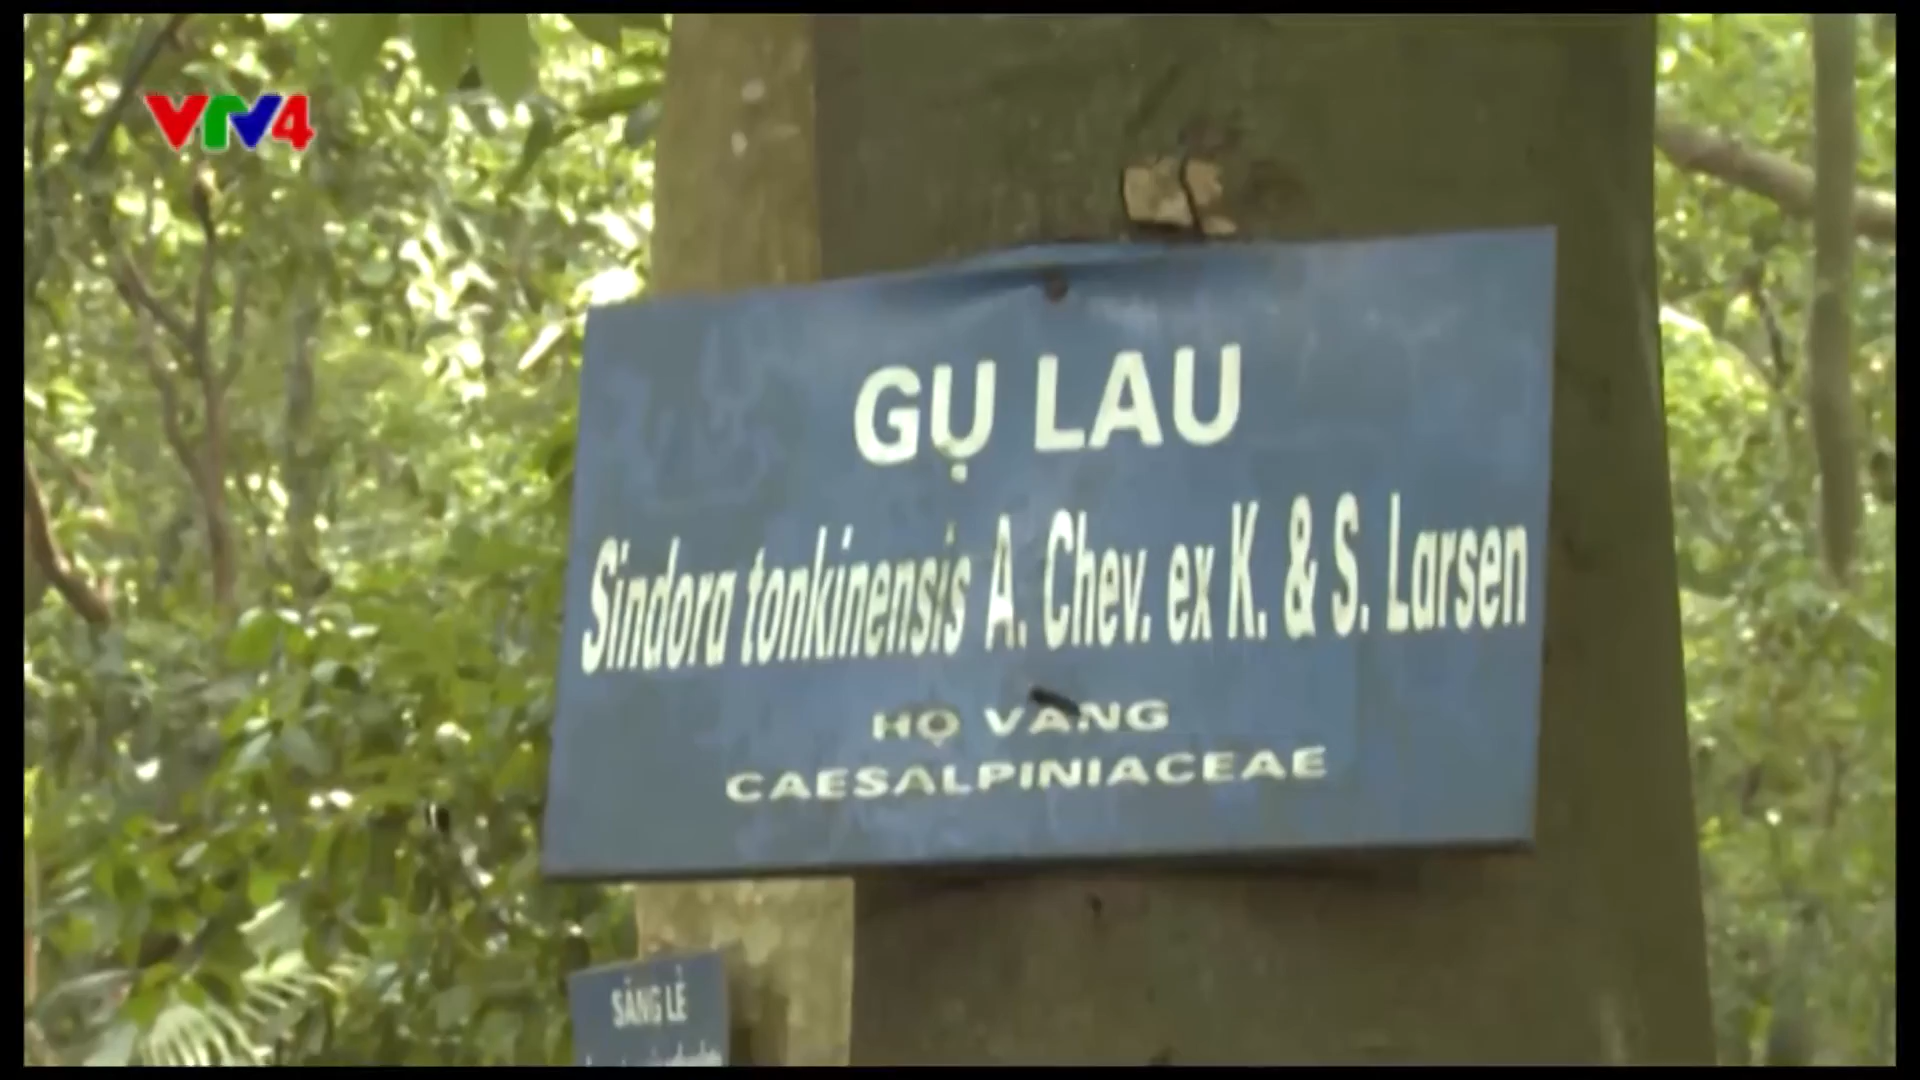 VTV4
GỤ LAU
Sindora tonkinensis A. Chev. ex K. & S. Larsen
HỌ VANG
CAESALPINIACEAE
SĂNG LẺ